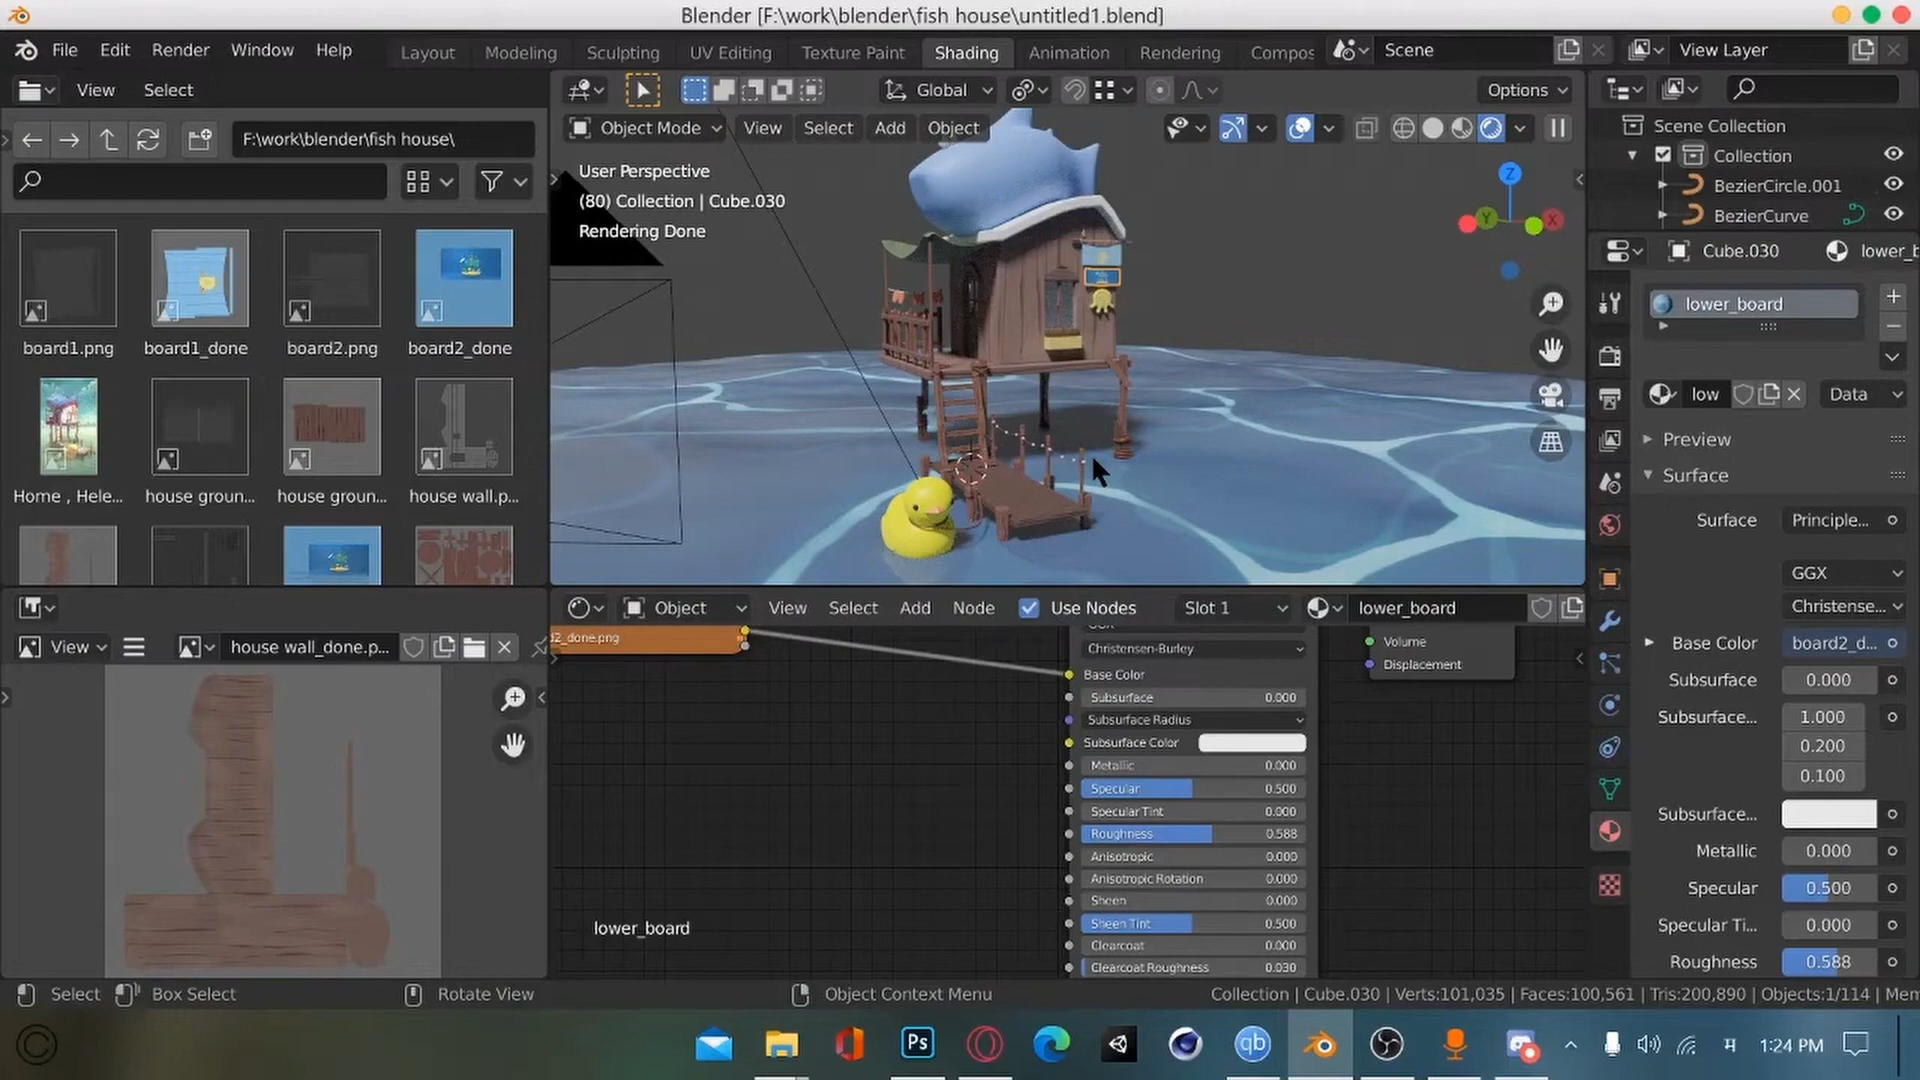 Blender [F:\work\blender\fish house\untitled1.blend]
File Edit Render Window Help
Layout Modeling Sculpting UV Editing Texture Paint Shading Animation Rendering Compos
Scene
View Layer
View Select
Global
Options
F:\work\blender\fish house\
Object Mode View Select Add Object
Scene Collection
Collection
BezierCircle.001
BezierCurve
User Perspective
(80) Collection | Cube.030
Rendering Done
Z
Y
X
Cube.030
lower_b
lower_board
board1.png board1_done board2.png board2_done
low
Data
Preview
Surface
Home , Hele... house groun... house groun... house wall.p...
Surface Principle...
GGX
Christense...
Object View Select Add Node Use Nodes Slot 1 lower_board
View
house wall_done.p...
d2_done.png
Christensen-Burley
Base Color
Subsurface 0.000
Subsurface Radius
Subsurface Color
Metallic 0.000
Specular 0.500
Specular Tint 0.000
Roughness 0.588
Anisotropic 0.000
Anisotropic Rotation 0.000
Sheen 0.000
Sheen Tint 0.500
Clearcoat 0.000
Clearcoat Roughness 0.030
Volume
Displacement
lower_board
Base Color board2_d...
Subsurface 0.000
Subsurface... 1.000
0.200
0.100
Subsurface...
Metallic 0.000
Specular 0.500
Specular Ti... 0.000
Roughness 0.588
Select Box Select Rotate View Object Context Menu
Collection | Cube.030 | Verts:101,035 | Faces:100,561 | Tris:200,890 | Objects:1/114 | Mem
Ps
qb
1:24 PM